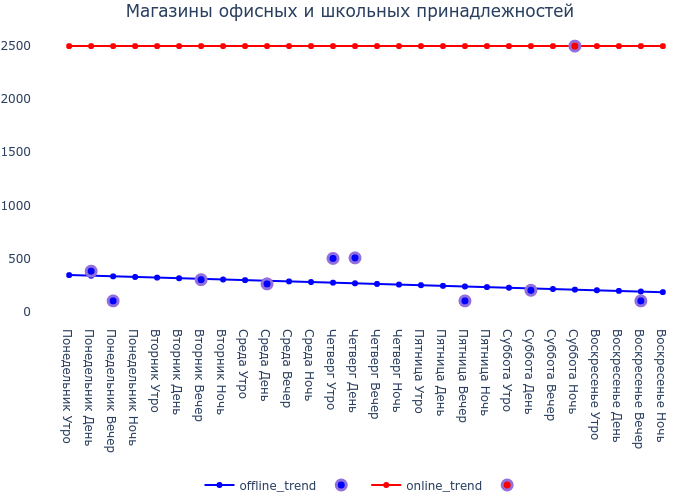 Магазины офисных и школьных принадлежностей
2500
2000
1500
1000
500
0
Понедельник Утро
Понедельник День
Понедельник Вечер
Понедельник Ночь
Вторник Утро
Вторник День
Вторник Вечер
Вторник Ночь
Среда Утро
Среда День
Среда Вечер
Среда Ночь
Четверг Утро
Четверг День
Четверг Вечер
Четверг Ночь
Пятница Утро
Пятница День
Пятница Вечер
Пятница Ночь
Суббота Утро
Суббота День
Суббота Вечер
Суббота Ночь
Воскресенье Утро
Воскресенье День
Воскресенье Вечер
Воскресенье Ночь
offline_trend online_trend